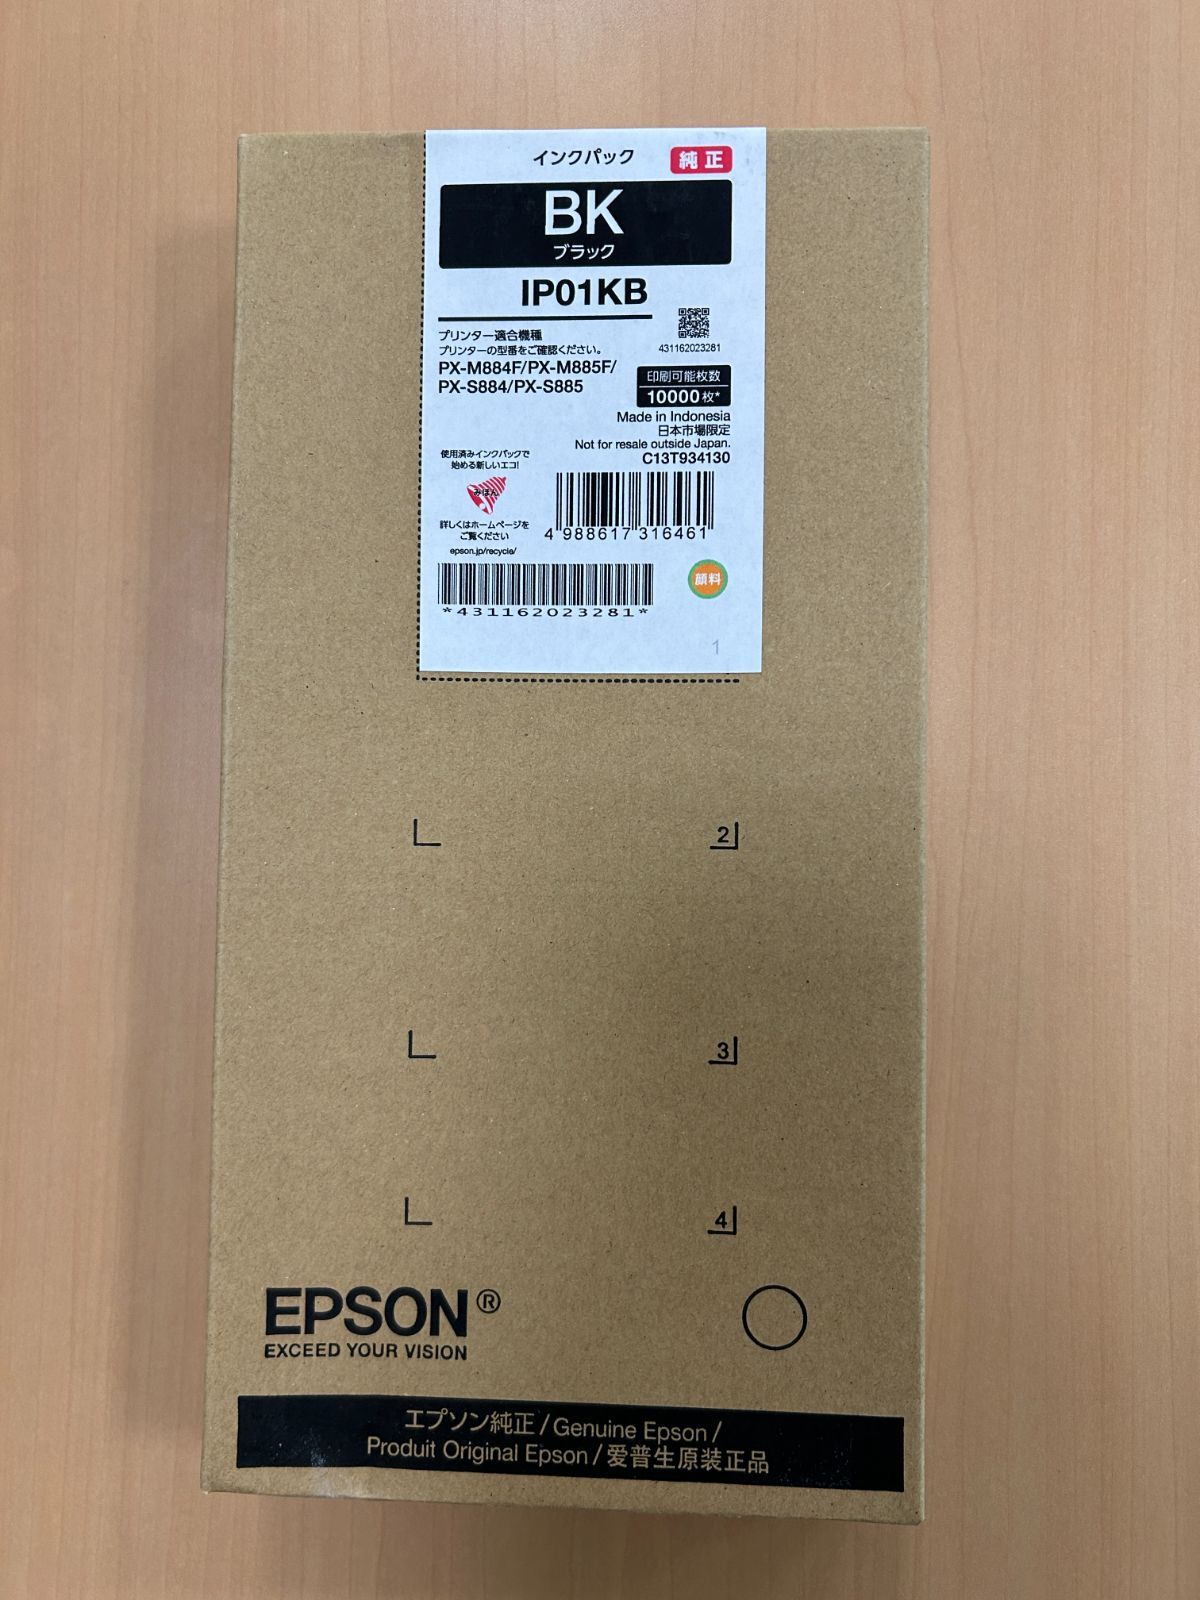 インクパック
純正
BK
ブラック
IP01KB
プリンター適合機種
プリンターの型番をご確認ください。
431162023281
PX-M884F/PX-M885F/
PX-S884/PX-S885
印刷可能枚数
10000枚*
Made in Indonesia
日本市場限定
Not for resale outside Japan.
C13T934130
使用済みインクパックで
始める新しいエコ!
みほん
詳しくはホームページを
ご覧ください
epson.jp/recycle/
4 988617 316461
*431162023281*
顔料
1
2
3
4
EPSON®
EXCEED YOUR VISION
エプソン純正/Genuine Epson/
Produit Original Epson/爱普生原装正品